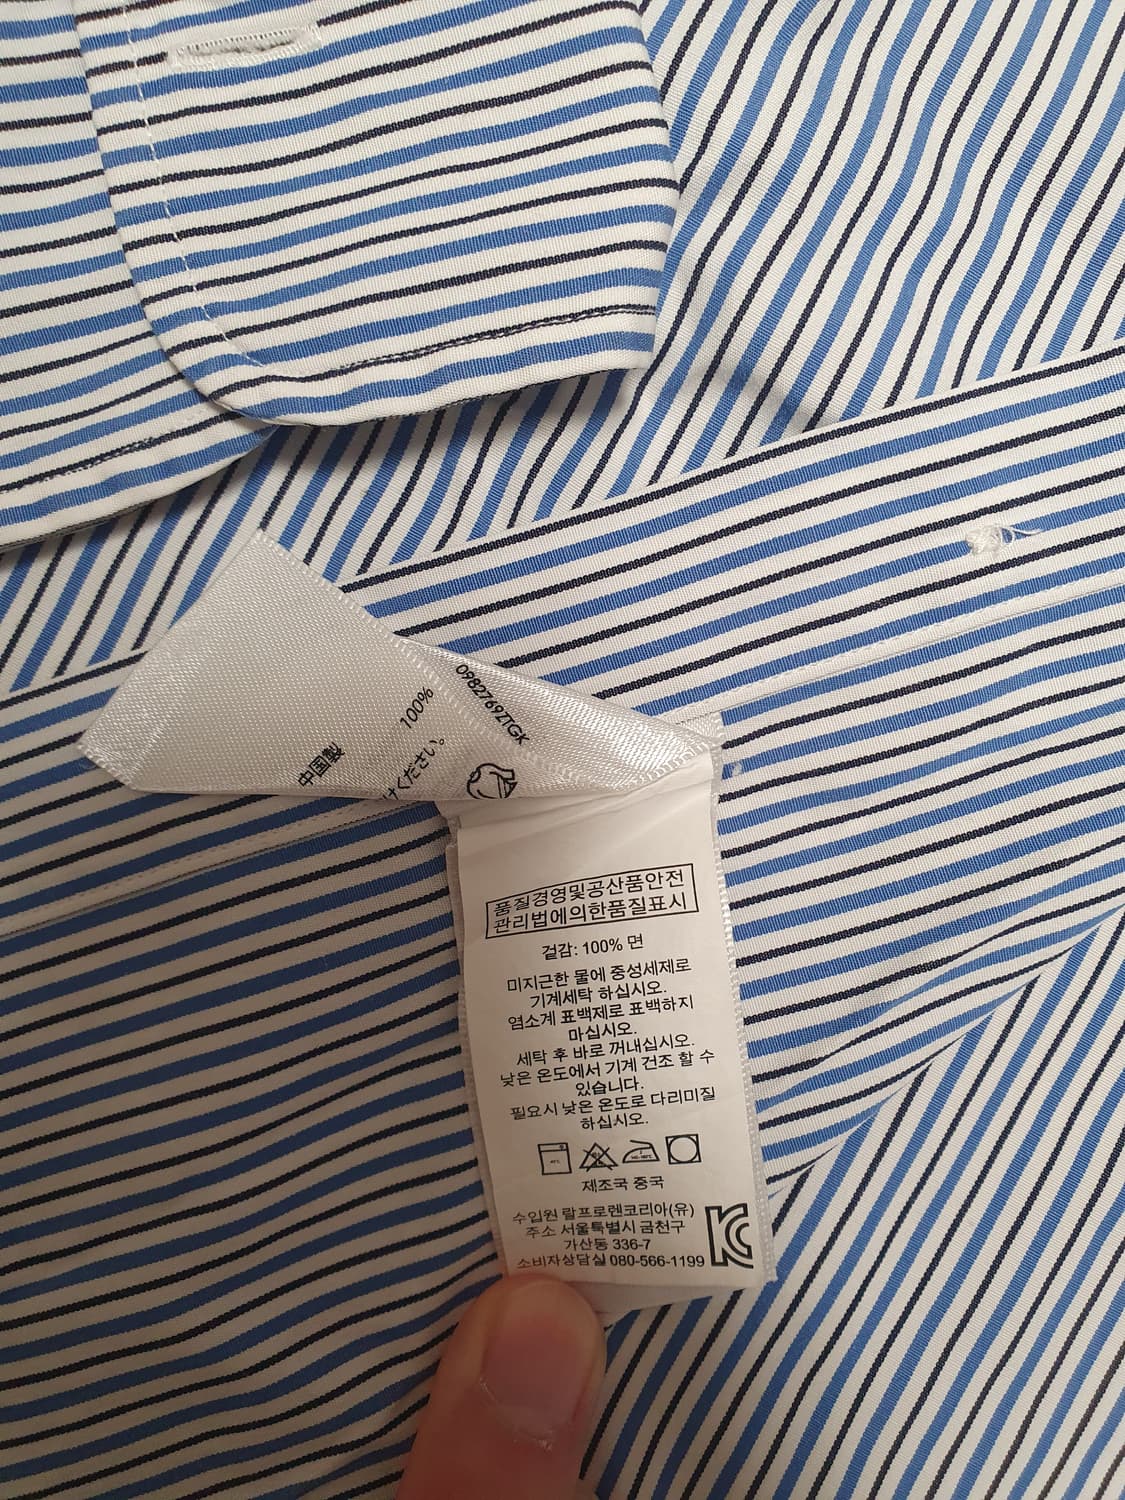 0982769ZTGK
100%
ください。
中国製
품질경영및공산품안전
관리법에의한품질표시
겉감: 100% 면
미지근한 물에 중성세제로
기계세탁 하십시오.
염소계 표백제로 표백하지
마십시오.
세탁 후 바로 꺼내십시오.
낮은 온도에서 기계 건조 할 수
있습니다.
필요시 낮은 온도로 다리미질
하십시오.
제조국 중국
수입원 랄프로렌코리아(유)
주소 서울특별시 금천구
가산동 336-7
소비자상담실 080-566-1199